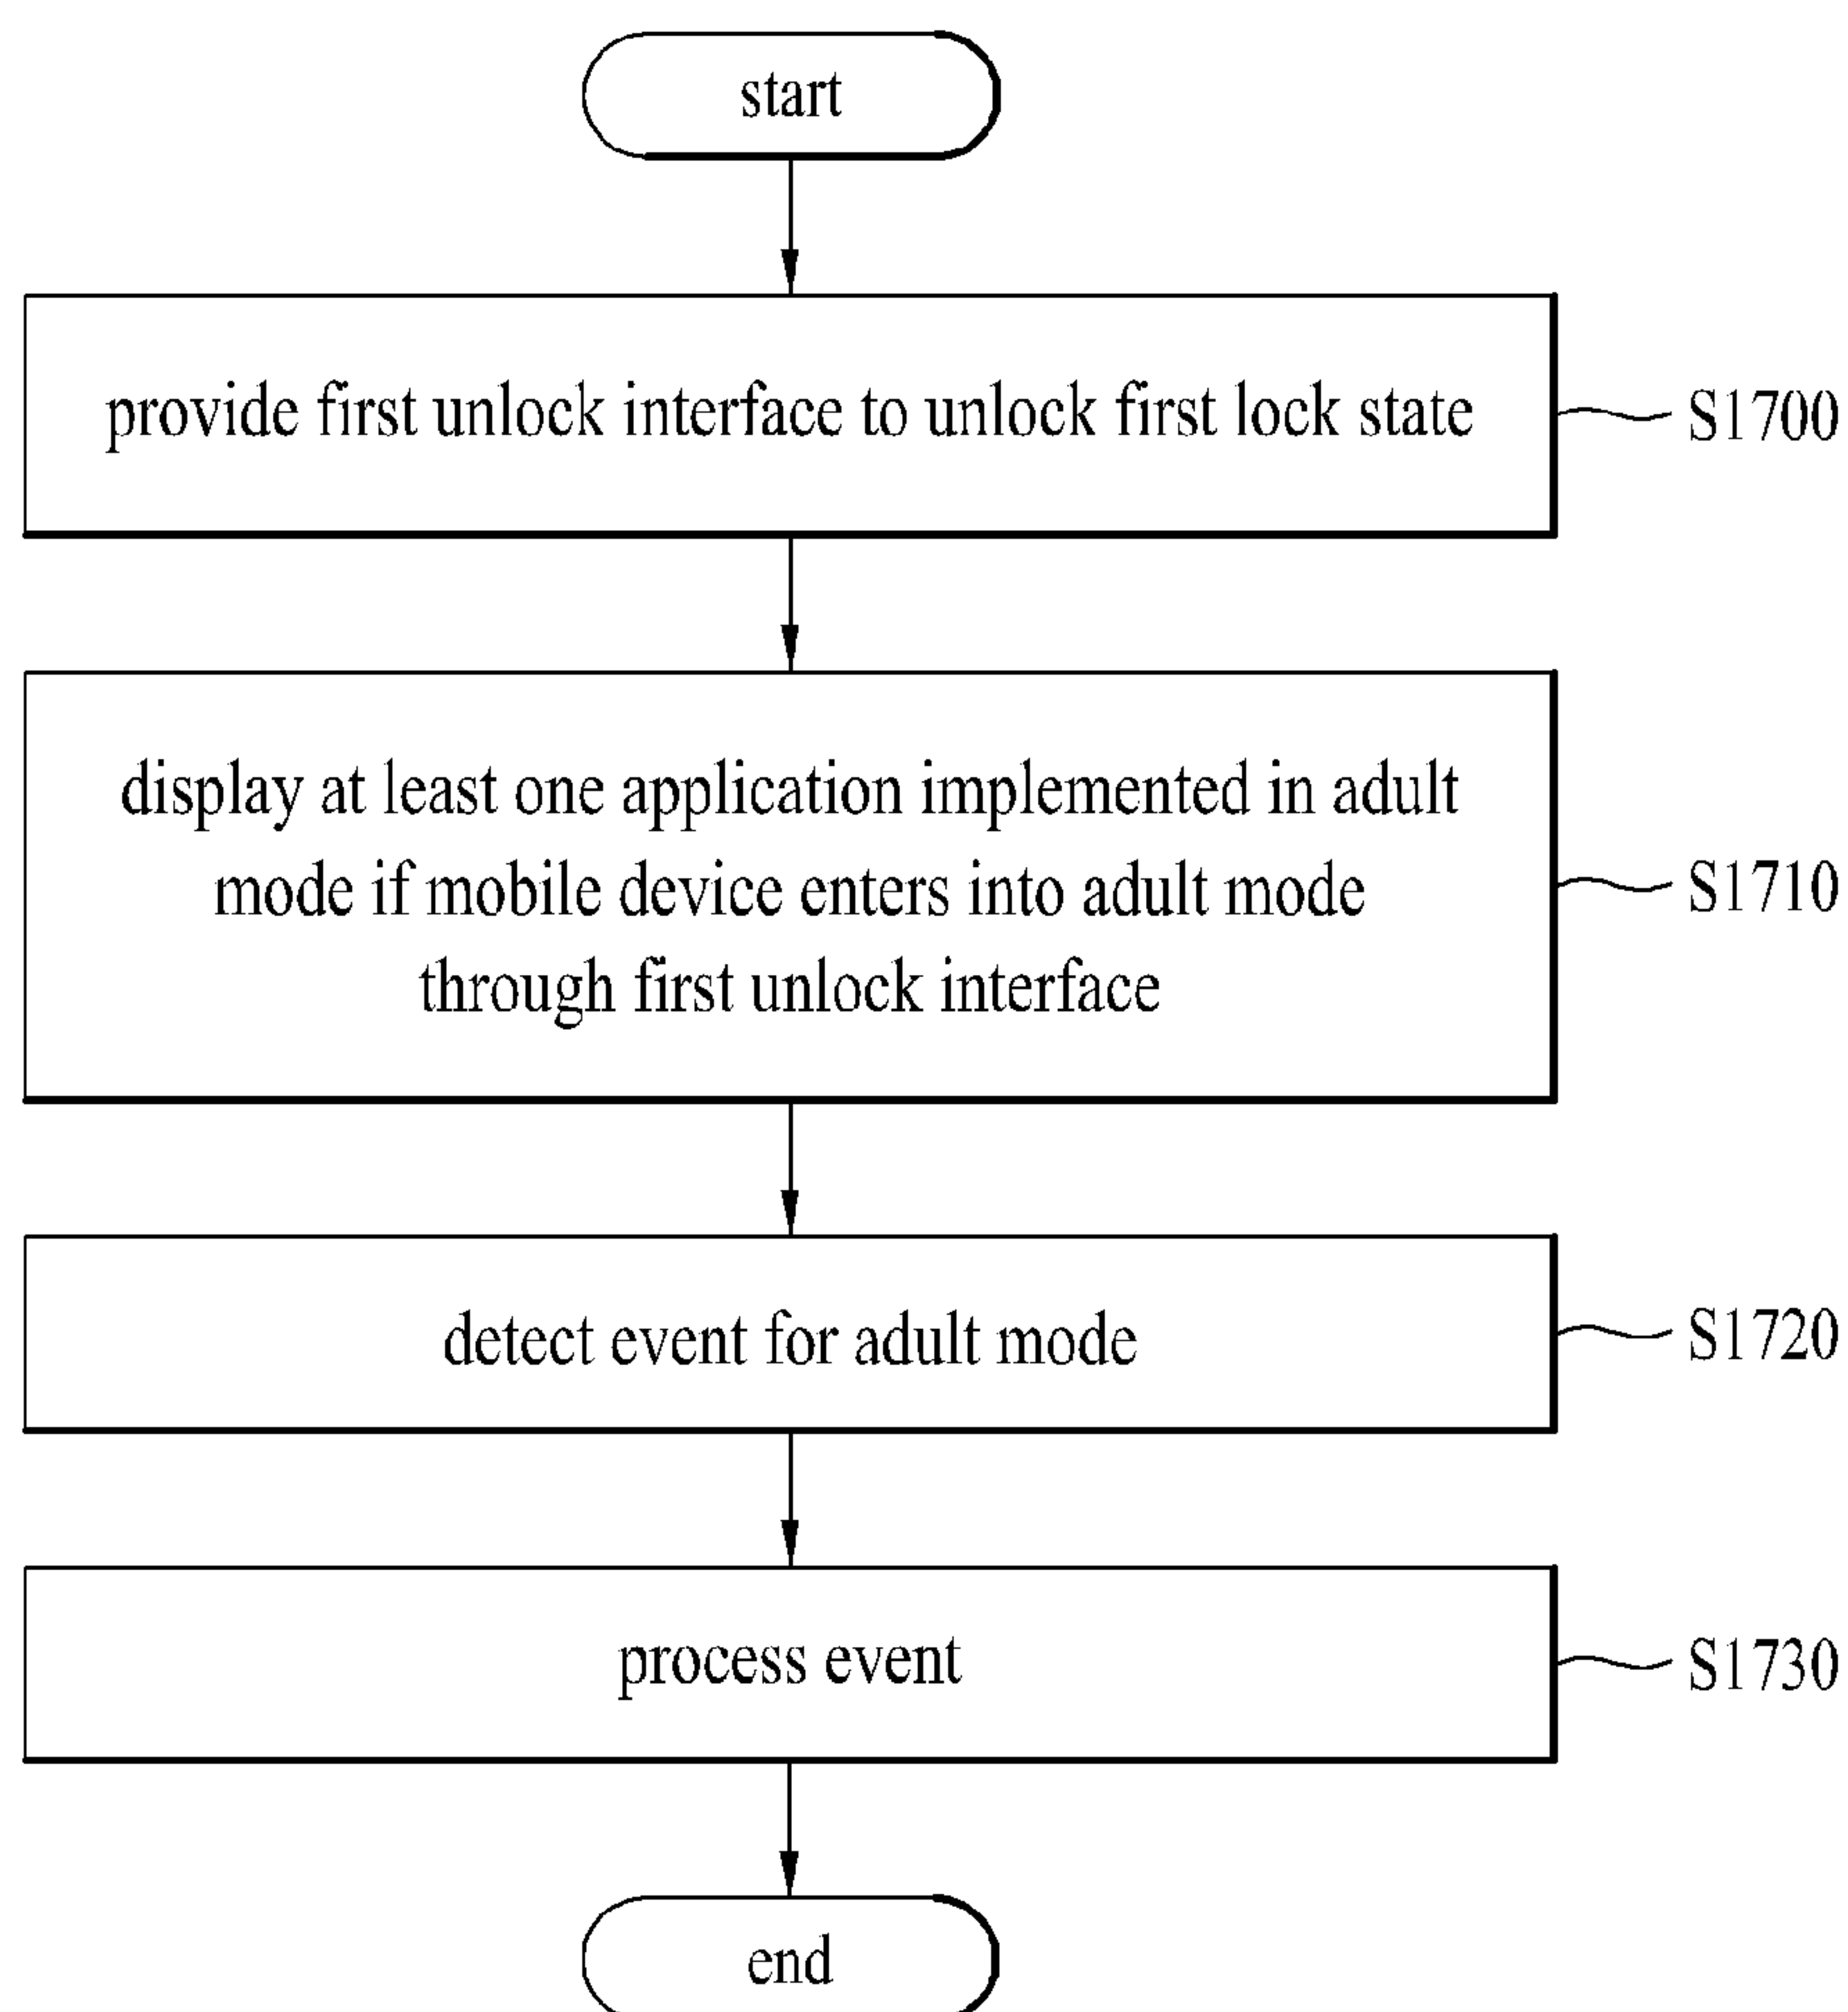 start
provide first unlock interface to unlock first lock state
S1700
display at least one application implemented in adult
mode if mobile device enters into adult mode
through first unlock interface
S1710
detect event for adult mode
S1720
process event
S1730
end